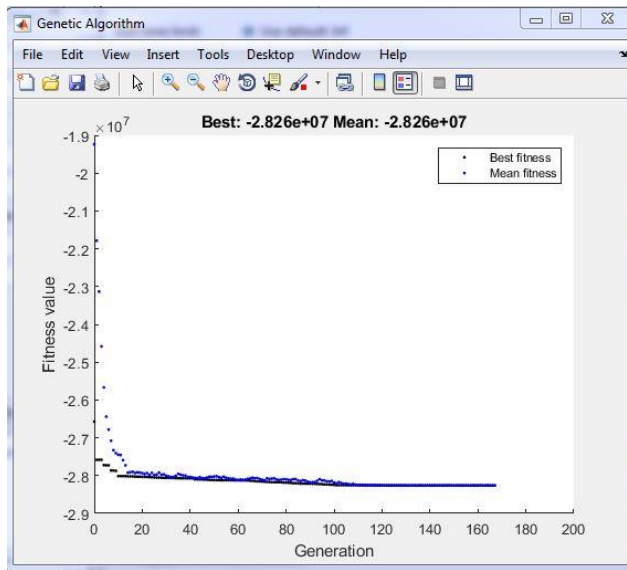 Genetic Algorithm
File Edit View Insert Tools Desktop Window Help
Best: -2.826e+07 Mean: -2.826e+07
×10^7
Best fitness
Mean fitness
-1.9
-2
-2.1
-2.2
-2.3
-2.4
-2.5
-2.6
-2.7
-2.8
-2.9
Fitness value
0 20 40 60 80 100 120 140 160 180 200
Generation